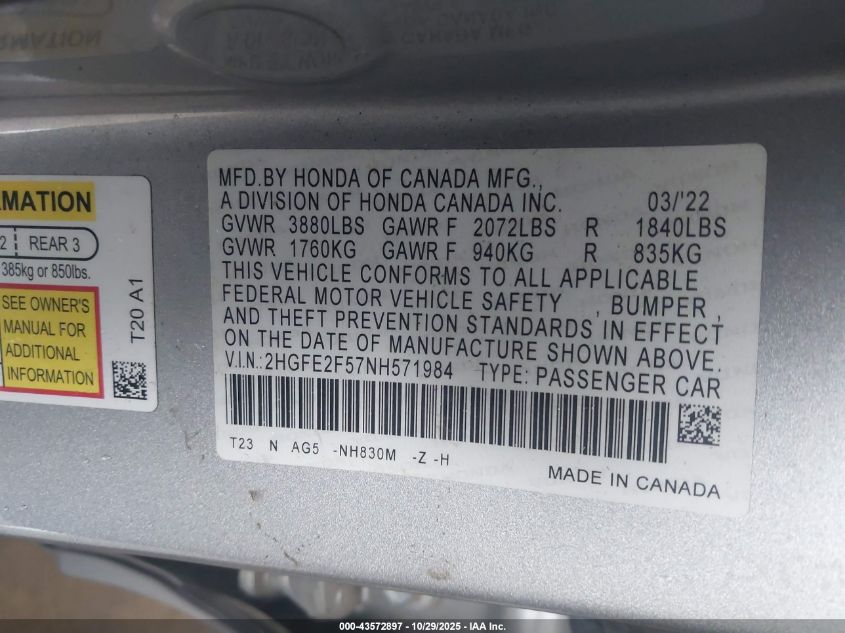 MFD.BY HONDA OF CANADA MFG.,
A DIVISION OF HONDA CANADA INC. 03/'22
GVWR 3880LBS GAWR F 2072LBS R 1840LBS
GVWR 1760KG GAWR F 940KG R 835KG
THIS VEHICLE CONFORMS TO ALL APPLICABLE
FEDERAL MOTOR VEHICLE SAFETY , BUMPER ,
AND THEFT PREVENTION STANDARDS IN EFFECT
ON THE DATE OF MANUFACTURE SHOWN ABOVE.
V.I.N.:2HGFE2F57NH571984 TYPE: PASSENGER CAR
T23 N AG5 -NH830M -Z -H
MADE IN CANADA
MATION
2 REAR 3
385kg or 850lbs.
SEE OWNER'S
MANUAL FOR
ADDITIONAL
INFORMATION
T20 A1
000-43572897 - 10/29/2025 - IAA Inc.